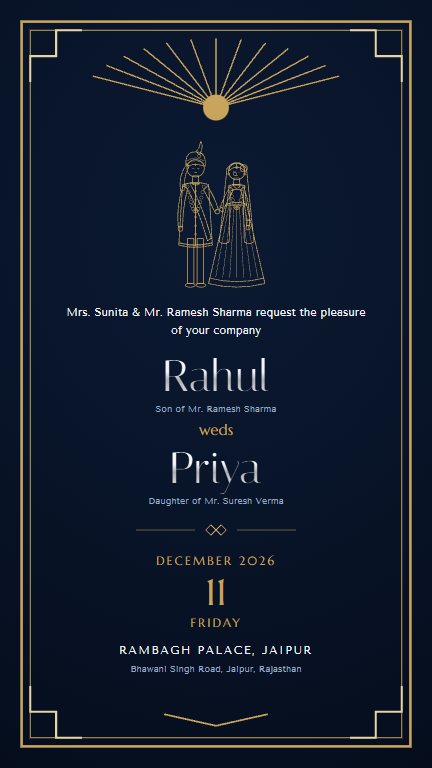 Mrs. Sunita & Mr. Ramesh Sharma request the pleasure
of your company
Rahul
Son of Mr. Ramesh Sharma
weds
Priya
Daughter of Mr. Suresh Verma
DECEMBER 2026
11
FRIDAY
RAMBAGH PALACE, JAIPUR
Bhawani Singh Road, Jaipur, Rajasthan